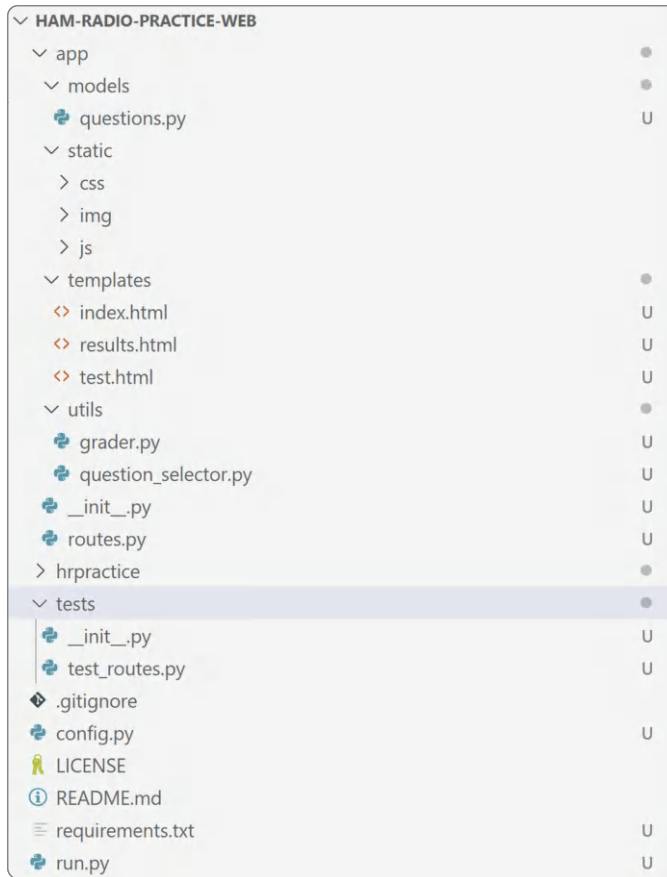 HAM-RADIO-PRACTICE-WEB
app
models
questions.py U
static
css
img
js
templates
index.html U
results.html U
test.html U
utils
grader.py U
question_selector.py U
__init__.py U
routes.py U
hrpractice
tests
__init__.py U
test_routes.py U
.gitignore
config.py U
LICENSE
README.md
requirements.txt U
run.py U